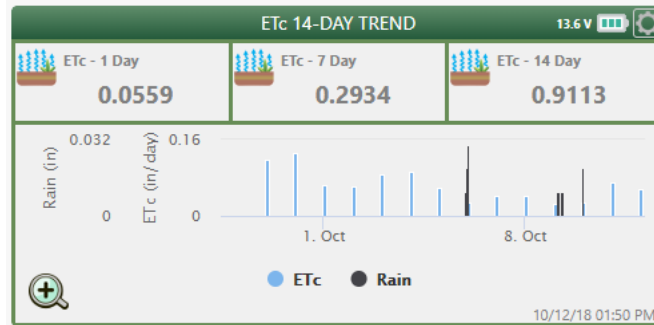 ETc 14-DAY TREND
13.6 V
ETc - 1 Day
0.0559
ETc - 7 Day
0.2934
ETc - 14 Day
0.9113
Rain (in)
0.032
0
ETc (in/ day)
0.16
0
1. Oct
8. Oct
ETc
Rain
10/12/18 01:50 PM